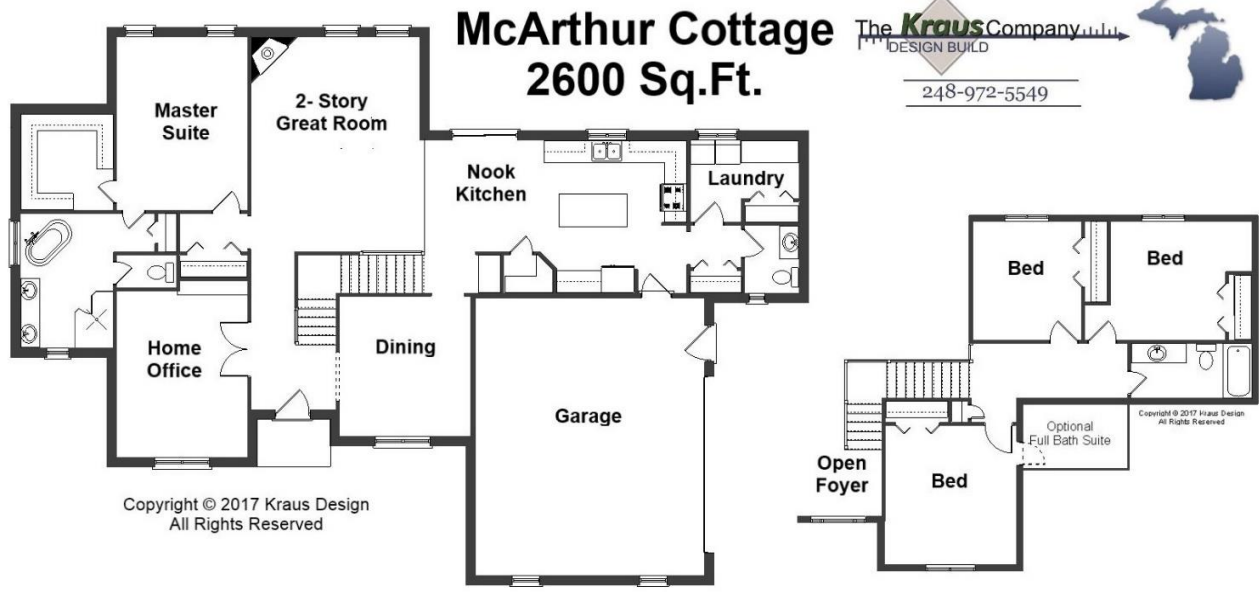 McArthur Cottage
2600 Sq.Ft.
The Kraus Company
DESIGN BUILD
248-972-5549
Master
Suite
2- Story
Great Room
Nook
Kitchen
Laundry
Home
Office
Dining
Garage
Copyright © 2017 Kraus Design
All Rights Reserved
Bed
Bed
Open
Foyer
Bed
Optional
Full Bath Suite
Copyright © 2017 Kraus Design
All Rights Reserved